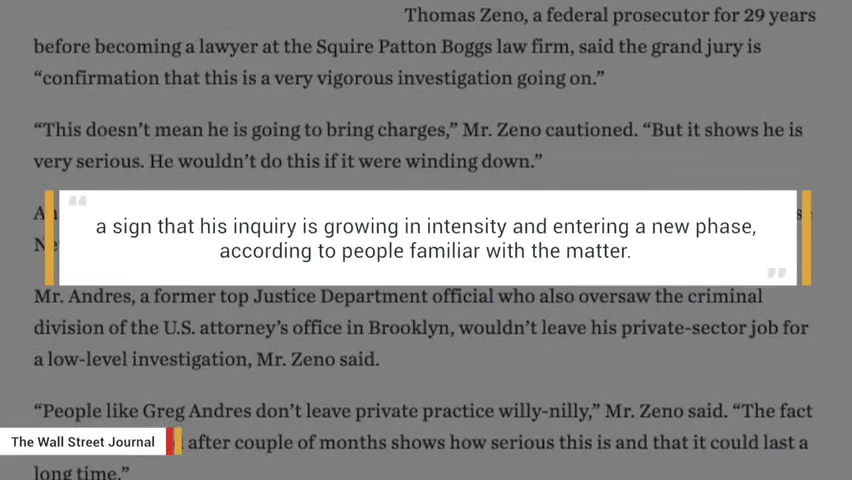 Thomas Zeno, a federal prosecutor for 29 years
before becoming a lawyer at the Squire Patton Boggs law firm, said the grand jury is
“confirmation that this is a very vigorous investigation going on.”
“This doesn’t mean he is going to bring charges,” Mr. Zeno cautioned. “But it shows he is
very serious. He wouldn’t do this if it were winding down.”
“
a sign that his inquiry is growing in intensity and entering a new phase,
according to people familiar with the matter.
”
Mr. Andres, a former top Justice Department official who also oversaw the criminal
division of the U.S. attorney’s office in Brooklyn, wouldn’t leave his private-sector job for
a low-level investigation, Mr. Zeno said.
“People like Greg Andres don’t leave private practice willy-nilly,” Mr. Zeno said. “The fact
The Wall Street Journal
after couple of months shows how serious this is and that it could last a
long time.”